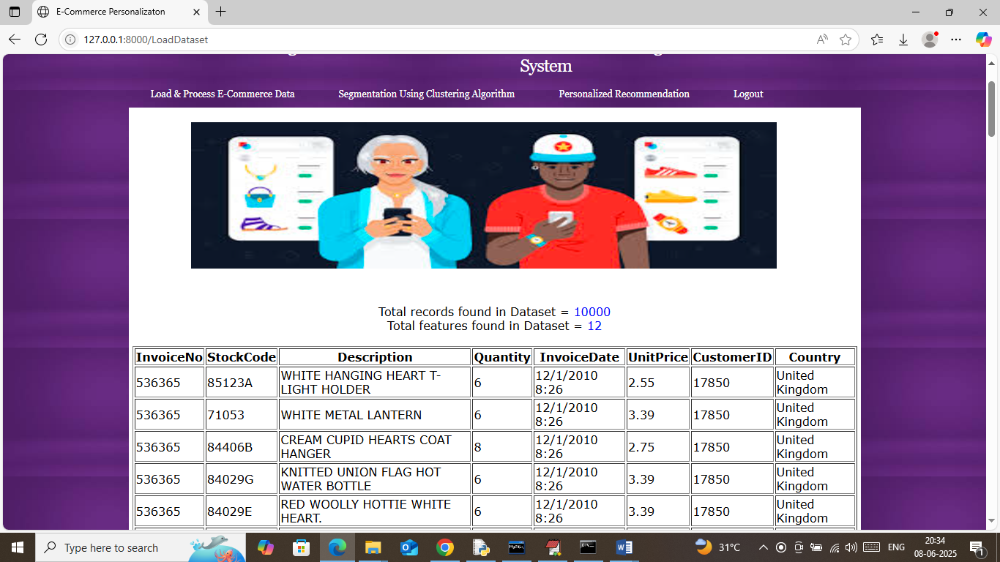 E-Commerce Personalizaton
127.0.0.1:8000/LoadDataset
System
Load & Process E-Commerce Data Segmentation Using Clustering Algorithm Personalized Recommendation Logout
Total records found in Dataset = 10000
Total features found in Dataset = 12
InvoiceNo StockCode Description Quantity InvoiceDate UnitPrice CustomerID Country
536365 85123A WHITE HANGING HEART T-LIGHT HOLDER 6 12/1/2010 8:26 2.55 17850 United Kingdom
536365 71053 WHITE METAL LANTERN 6 12/1/2010 8:26 3.39 17850 United Kingdom
536365 84406B CREAM CUPID HEARTS COAT HANGER 8 12/1/2010 8:26 2.75 17850 United Kingdom
536365 84029G KNITTED UNION FLAG HOT WATER BOTTLE 6 12/1/2010 8:26 3.39 17850 United Kingdom
536365 84029E RED WOOLLY HOTTIE WHITE HEART. 6 12/1/2010 8:26 3.39 17850 United Kingdom
Type here to search
31°C
ENG
20:34
08-06-2025
1